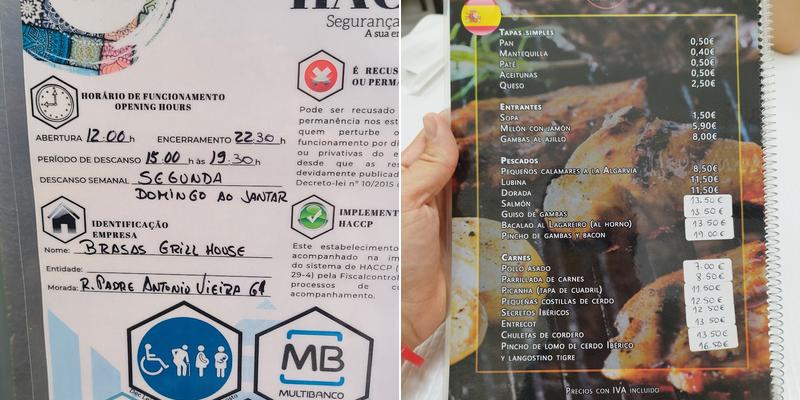 HAC
Segurança
A sua en
HORÁRIO DE FUNCIONAMENTO
OPENING HOURS
ABERTURA 12.00 h ENCERRAMENTO 22.30 h
PERÍODO DE DESCANSO 15.00 h às 19.30 h
DESCANSO SEMANAL SEGUNDA
DOMINGO AO JANTAR
IDENTIFICAÇÃO
EMPRESA
Nome: BRASAS GRILL HOUSE
Entidade:
Morada: R. PADRE ANTONIO VIEIRA 61
É RECUS
OU PERMA
Pode ser recusado
permanência nos est
quem perturbe o
funcionamento por di
ou privativas do e
desde que as re
devidamente publicad
Decreto-lei nº 10/2015
IMPLEMENT
HACCP
Este estabelecimento
acompanhado na im
do sistema de HACCP (
29-4) pela Fiscalcontrol
processos de co
acompanhamento.
MB
MULTIBANCO
TAPAS SIMPLES
PAN 0,50€
MANTEQUILLA 0,40€
PATÉ 0,50€
ACEITUNAS 0,50€
QUESO 2,50€
ENTRANTES
SOPA 1,50€
MELÓN CON JAMÓN 5,90€
GAMBAS AL AJILLO 8,00€
PESCADOS
PEQUEÑOS CALAMARES A LA ALGARVIA 8,50€
LUBINA 11,50€
DORADA 11,50€
SALMÓN 13.50€
GUISO DE GAMBAS 13.50€
BACALAO AL LAGAREIRO (AL HORNO) 13.50€
PINCHO DE GAMBAS Y BACON 19.00€
CARNES
POLLO ASADO 7.00€
PARRILLADA DE CARNES 8.50€
PICANHA (TAPA DE CUADRIL) 11.50€
PEQUEÑAS COSTILLAS DE CERDO 12.50€
SECRETOS IBÉRICOS 12.50€
ENTRECOT 13.50€
CHULETAS DE CORDERO 13.50€
PINCHO DE LOMO DE CERDO IBÉRICO 16.50€
Y LANGOSTINO TIGRE
PRECIOS CON IVA INCLUIDO